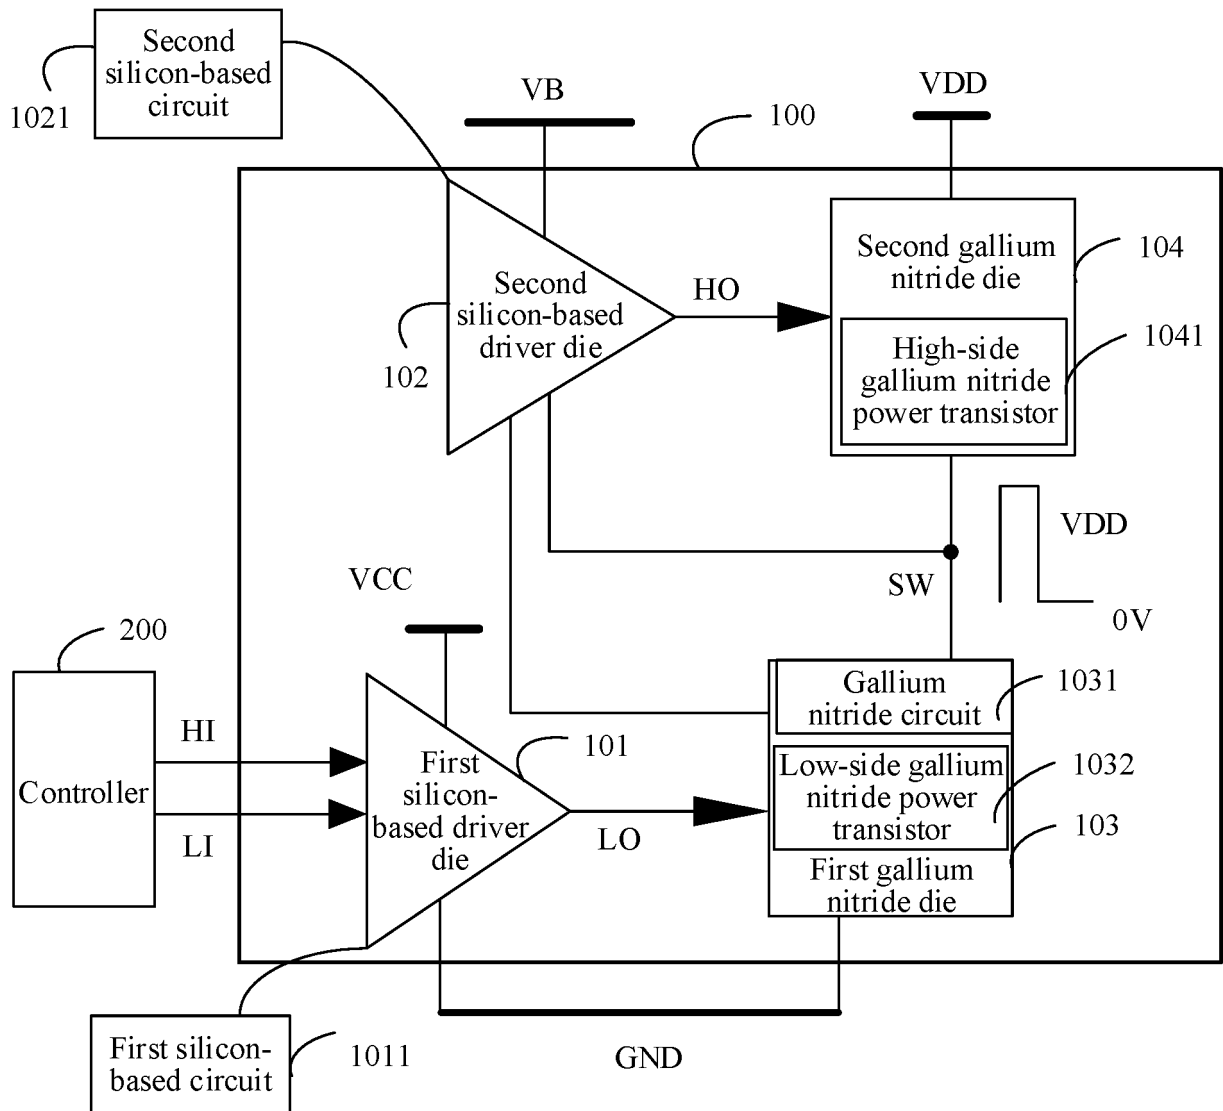 Second
silicon-based
circuit
1021
VB
VDD
100
Second gallium
nitride die
104
HO
Second
silicon-based
driver die
102
High-side
gallium nitride
power transistor
1041
VDD
SW
0V
VCC
200
Gallium
nitride circuit
1031
HI
101
First
silicon-
based driver
die
Controller
Low-side gallium
nitride power
transistor
1032
LI
LO
103
First gallium
nitride die
First silicon-
based circuit
1011
GND